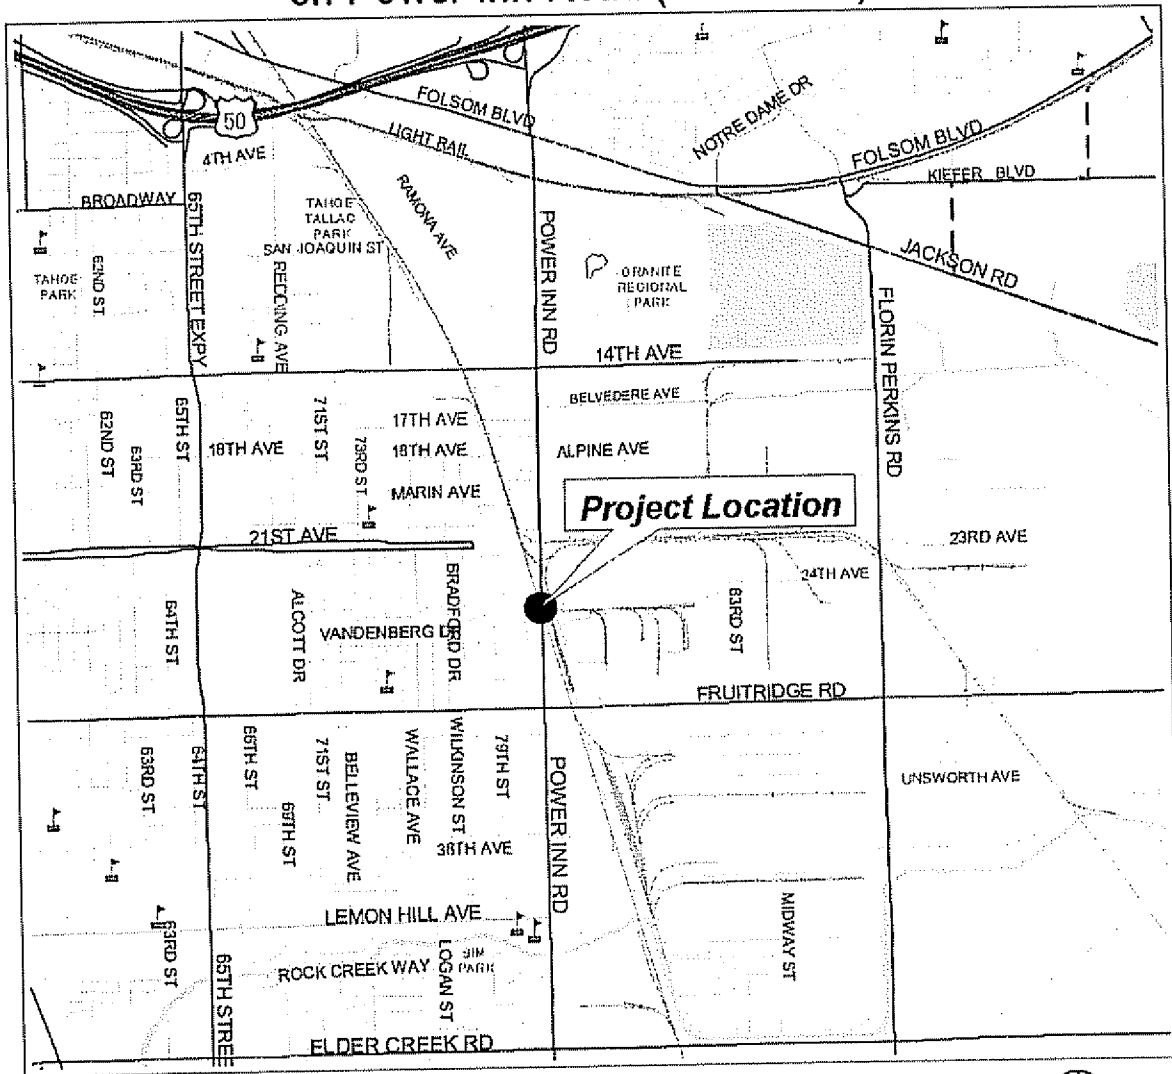 FOLSOM BLVD
NOTRE DAME DR
50
LIGHT RAIL
FOLSOM BLVD
4TH AVE
KIEFER BLVD
BROADWAY
65TH STREET EXPY
TAHOE
TALLAC
PARK
SAN JOAQUIN ST
RAMONA AVE
POWER INN RD
JACKSON RD
TAHOE
PARK
62ND ST
REDDING AVE
GRANITE
REGIONAL
PARK
FLORIN PERKINS RD
14TH AVE
BELVEDERE AVE
62ND ST
63RD ST
65TH ST
18TH AVE
71ST ST
73RD ST
17TH AVE
18TH AVE
MARIN AVE
ALPINE AVE
Project Location
21ST AVE
23RD AVE
24TH AVE
64TH ST
ALCOTT DR
VANDENBERG DR
BRADFORD DR
63RD ST
FRUITRIDGE RD
63RD ST
64TH ST
66TH ST
69TH ST
71ST ST
BELLEVIEW AVE
WALLACE AVE
WILKINSON ST
79TH ST
38TH AVE
POWER INN RD
UNSWORTH AVE
LEMON HILL AVE
63RD ST
65TH STREE
ROCK CREEK WAY
LOGAN ST
PARK
MIDWAY ST
ELDER CREEK RD